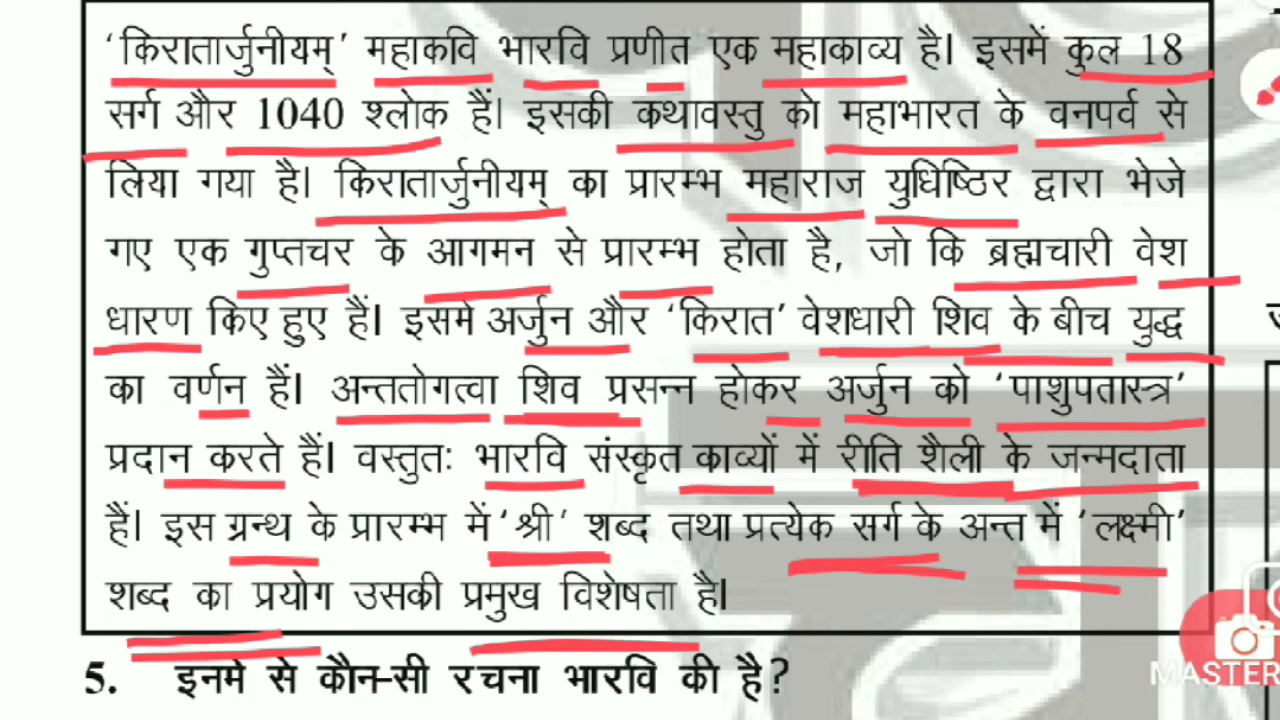 ‘किरातार्जुनीयम्’ महाकवि भारवि प्रणीत एक महाकाव्य है। इसमें कुल 18
सर्ग और 1040 श्लोक हैं। इसकी कथावस्तु को महाभारत के वनपर्व से
लिया गया है। किरातार्जुनीयम् का प्रारम्भ महाराज युधिष्ठिर द्वारा भेजे
गए एक गुप्तचर के आगमन से प्रारम्भ होता है, जो कि ब्रह्मचारी वेश
धारण किए हुए हैं। इसमे अर्जुन और ‘किरात’ वेशधारी शिव के बीच युद्ध
का वर्णन हैं। अन्ततोगत्वा शिव प्रसन्न होकर अर्जुन को ‘पाशुपतास्त्र’
प्रदान करते हैं। वस्तुतः भारवि संस्कृत काव्यों में रीति शैली के जन्मदाता
हैं। इस ग्रन्थ के प्रारम्भ में ‘श्री’ शब्द तथा प्रत्येक सर्ग के अन्त में ‘लक्ष्मी’
शब्द का प्रयोग उसकी प्रमुख विशेषता है।
5. इनमे से कौन-सी रचना भारवि की है?
MASTER